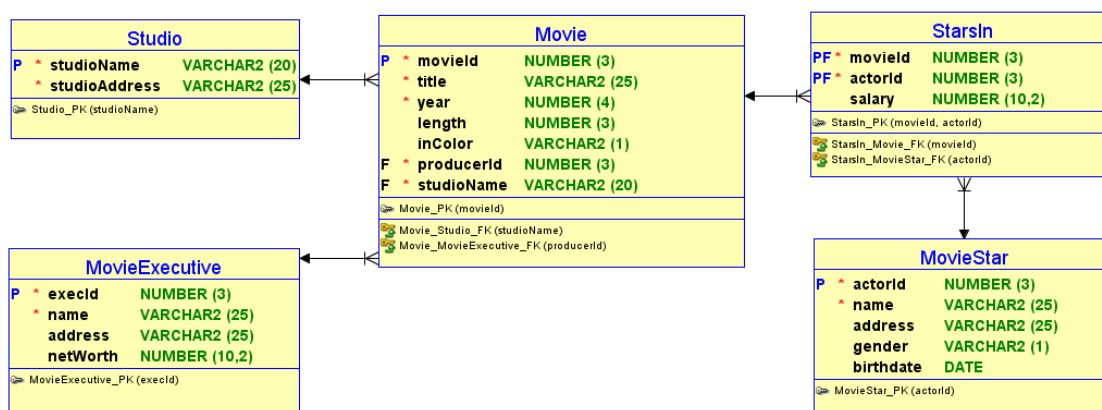 Studio
P * studioName VARCHAR2 (20)
* studioAddress VARCHAR2 (25)
Studio_PK (studioName)
Movie
P * movieId NUMBER (3)
* title VARCHAR2 (25)
* year NUMBER (4)
length NUMBER (3)
inColor VARCHAR2 (1)
F * producerId NUMBER (3)
F * studioName VARCHAR2 (20)
Movie_PK (movieId)
Movie_Studio_FK (studioName)
Movie_MovieExecutive_FK (producerId)
StarsIn
PF * movieId NUMBER (3)
PF * actorId NUMBER (3)
salary NUMBER (10,2)
StarsIn_PK (movieId, actorId)
StarsIn_Movie_FK (movieId)
StarsIn_MovieStar_FK (actorId)
MovieExecutive
P * execId NUMBER (3)
* name VARCHAR2 (25)
address VARCHAR2 (25)
netWorth NUMBER (10,2)
MovieExecutive_PK (execId)
MovieStar
P * actorId NUMBER (3)
* name VARCHAR2 (25)
address VARCHAR2 (25)
gender VARCHAR2 (1)
birthdate DATE
MovieStar_PK (actorId)